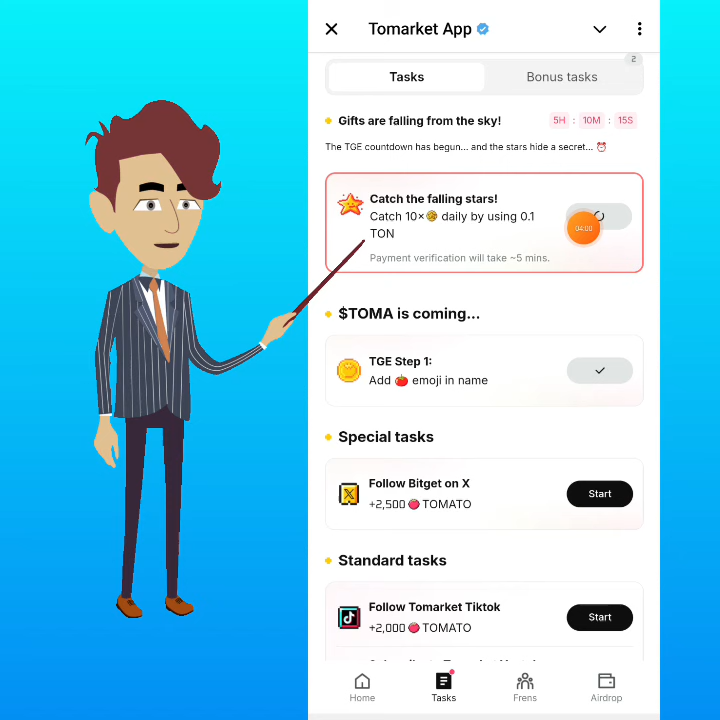 Tomarket App
2
Tasks
Bonus tasks
Gifts are falling from the sky!
5H : 10M : 15S
The TGE countdown has begun... and the stars hide a secret... ⏰
Catch the falling stars!
Catch 10× daily by using 0.1
TON
04:00
Payment verification will take ~5 mins.
$TOMA is coming...
TGE Step 1:
Add 🍅 emoji in name
Special tasks
Follow Bitget on X
+2,500 🍅 TOMATO
Start
Standard tasks
Follow Tomarket Tiktok
+2,000 🍅 TOMATO
Start
Home
Tasks
Frens
Airdrop